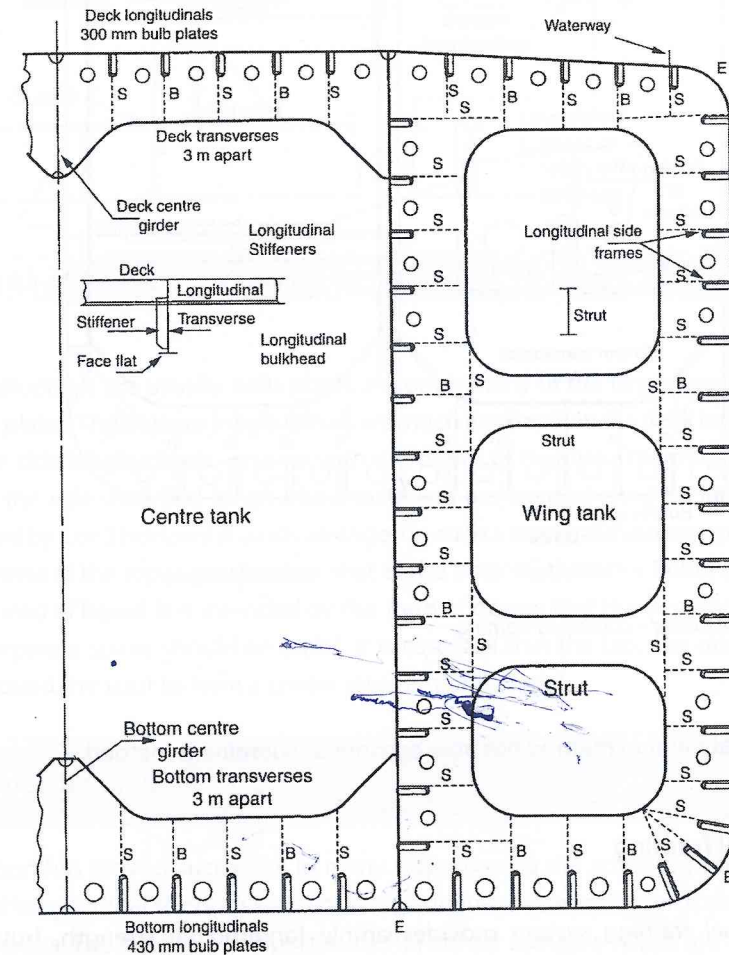 Deck longitudinals
300 mm bulb plates
Waterway
E
S
B
S
B
S
S
B
S
B
S
S
S
Deck transverses
3 m apart
S
S
S
S
Deck centre
girder
Longitudinal
Stiffeners
Longitudinal side
frames
S
S
Deck
Longitudinal
Stiffener
Transverse
Face flat
Longitudinal
bulkhead
S
S
Strut
S
S
B
S
S
B
S
Strut
S
Centre tank
Wing tank
S
S
S
S
B
B
S
S
S
S
Strut
S
S
Bottom centre
girder
Bottom transverses
3 m apart
S
S
S
S
S
B
S
B
S
B
S
B
S
B
S
S
E
Bottom longitudinals
430 mm bulb plates
E